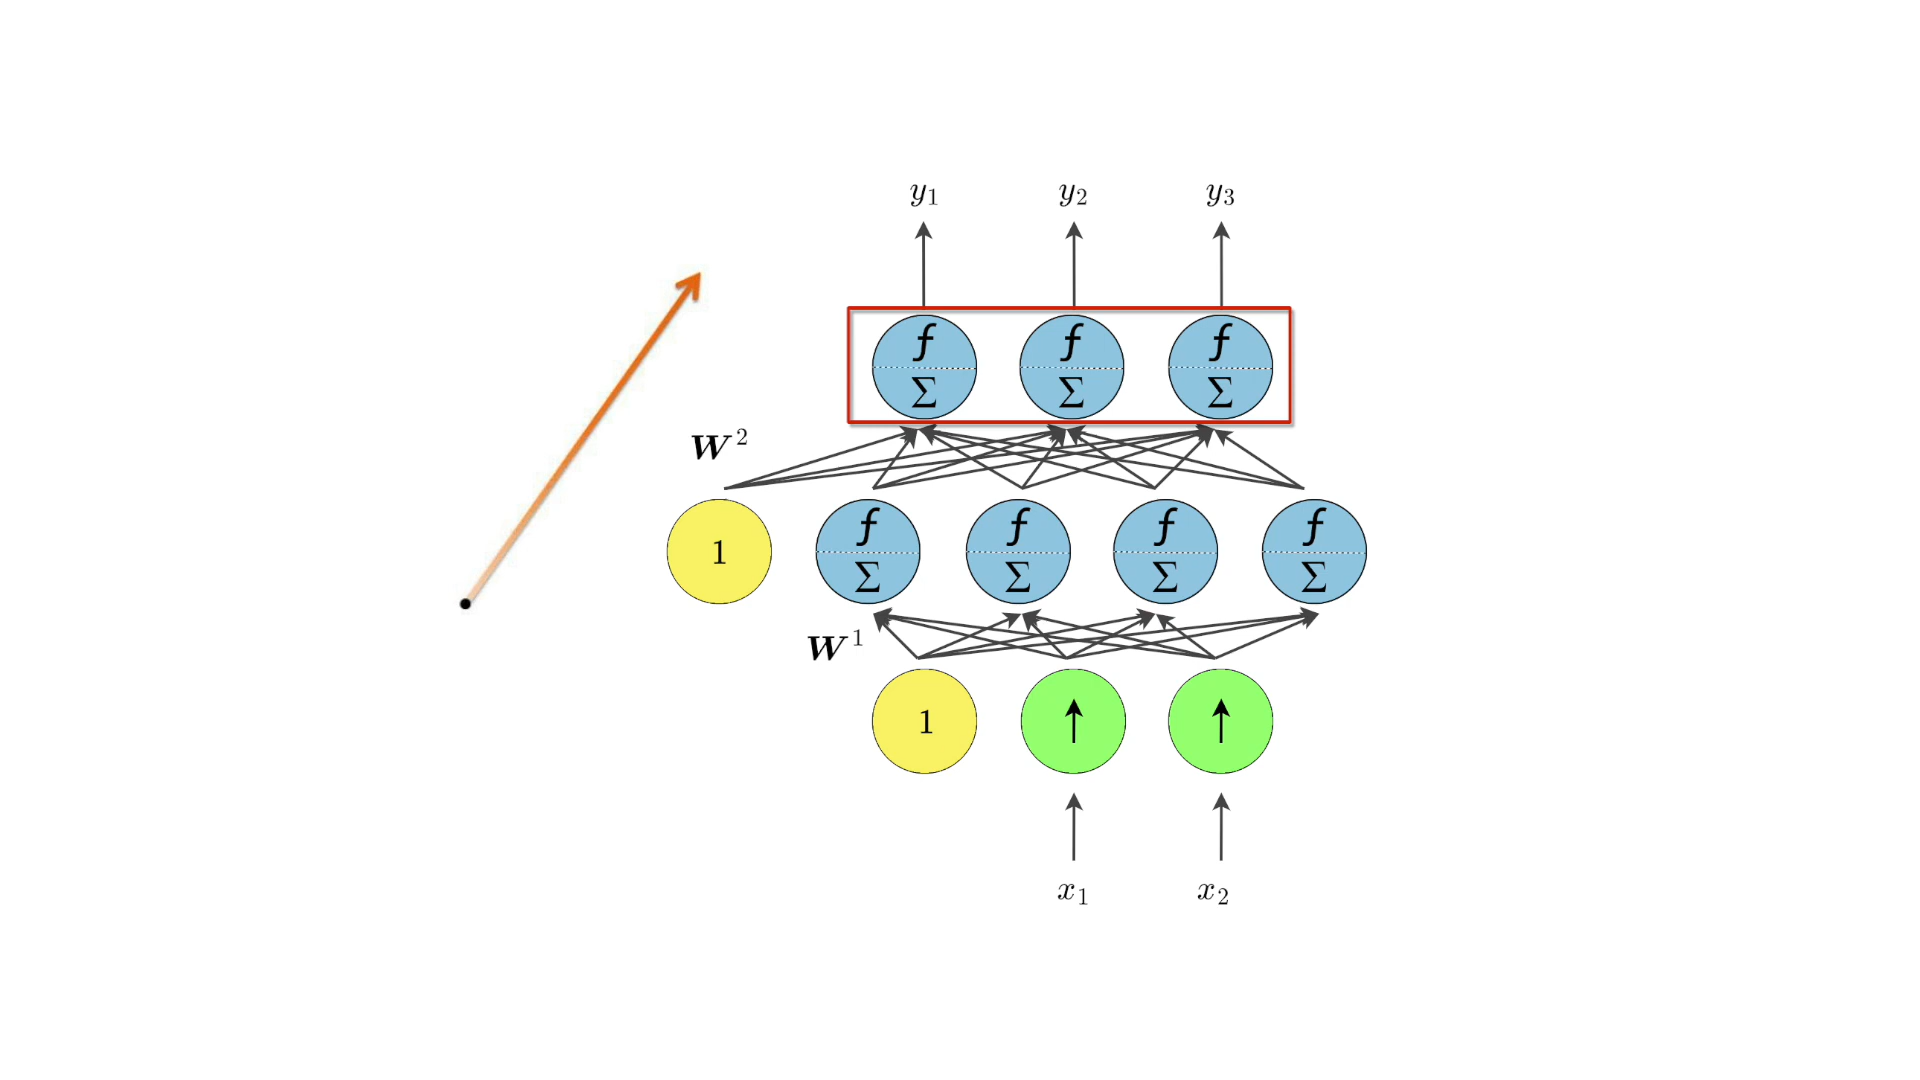 y₁ y₂ y₃
f f f
Σ Σ Σ
W²
1 f f f f
Σ Σ Σ Σ
W¹
1 ↑ ↑
x₁ x₂